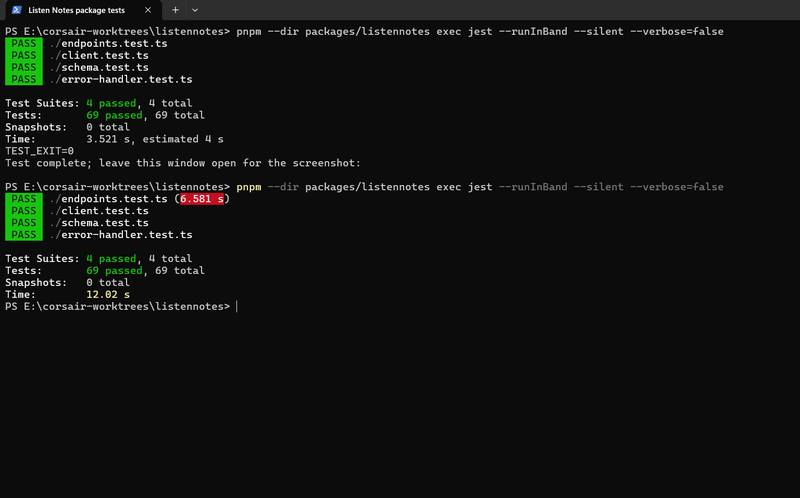 Listen Notes package tests
PS E:\corsair-worktrees\listennotes> pnpm --dir packages/listennotes exec jest --runInBand --silent --verbose=false
PASS ./endpoints.test.ts
PASS ./client.test.ts
PASS ./schema.test.ts
PASS ./error-handler.test.ts
Test Suites: 4 passed, 4 total
Tests: 69 passed, 69 total
Snapshots: 0 total
Time: 3.521 s, estimated 4 s
TEST_EXIT=0
Test complete; leave this window open for the screenshot:
PS E:\corsair-worktrees\listennotes> pnpm --dir packages/listennotes exec jest --runInBand --silent --verbose=false
PASS ./endpoints.test.ts (6.581 s)
PASS ./client.test.ts
PASS ./schema.test.ts
PASS ./error-handler.test.ts
Test Suites: 4 passed, 4 total
Tests: 69 passed, 69 total
Snapshots: 0 total
Time: 12.02 s
PS E:\corsair-worktrees\listennotes>